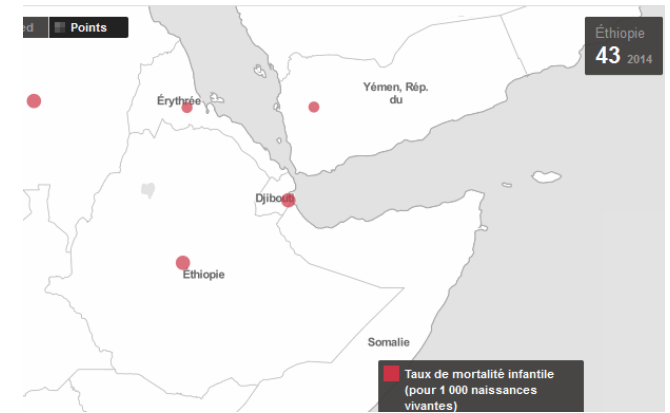 ed
Points
Éthiopie
43 2014
Yémen, Rép.
du
Érythrée
Djibouti
Éthiopie
Somalie
Taux de mortalité infantile
(pour 1 000 naissances
vivantes)